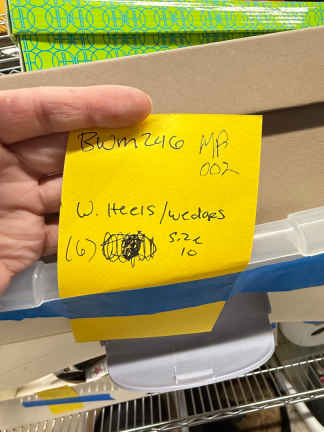 BWM246 MP
002
W. Heels/wedges
(6) Size
10